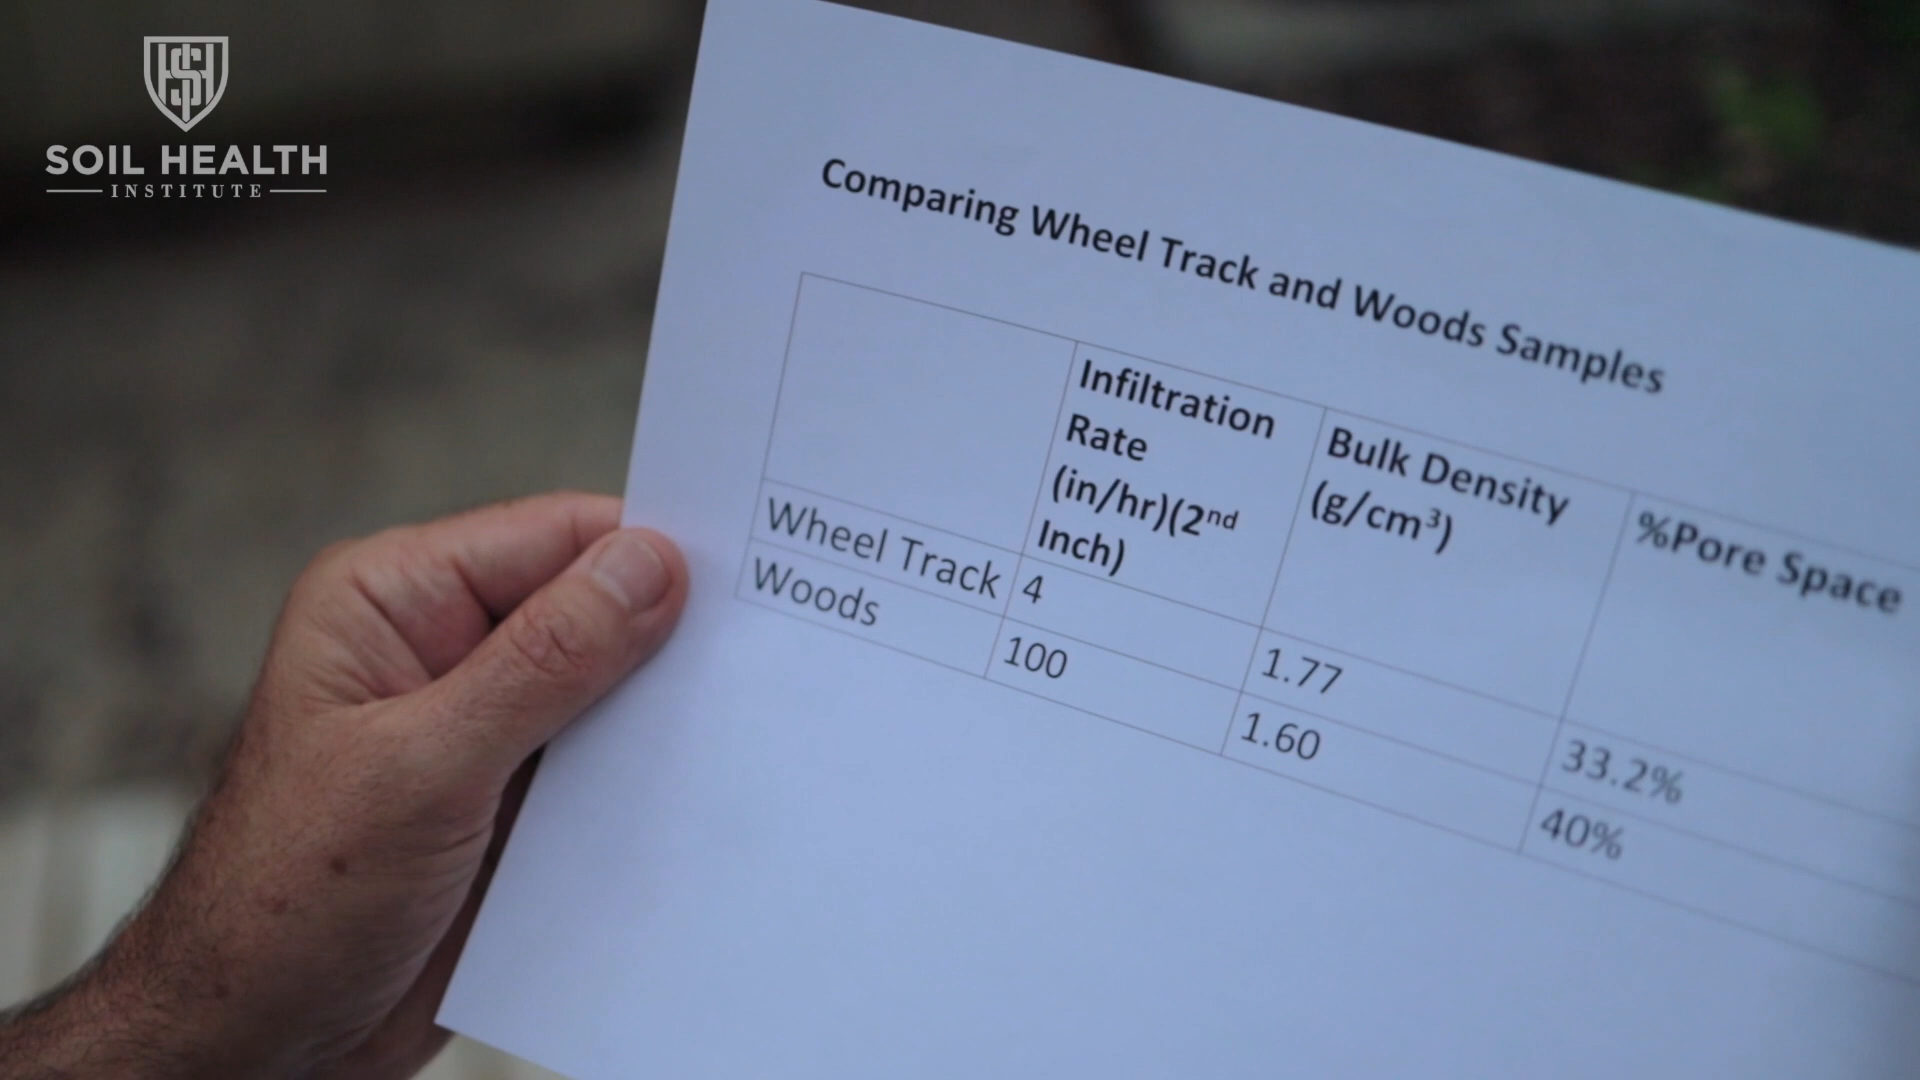 SOIL HEALTH
INSTITUTE
Comparing Wheel Track and Woods Samples
Infiltration
Rate
(in/hr)(2nd
Inch)
Bulk Density
(g/cm³)
%Pore Space
Wheel Track 4 1.77 33.2%
Woods 100 1.60 40%